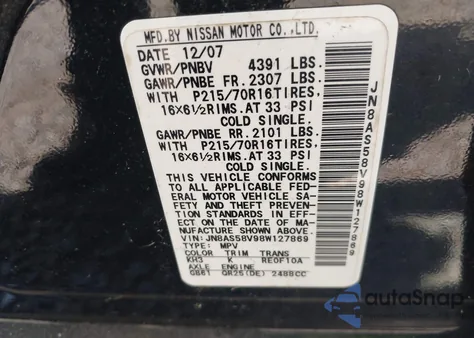 MFD.BY NISSAN MOTOR CO.,LTD.
DATE 12/07
GVWR/PNBV 4391 LBS.
GAWR/PNBE FR. 2307 LBS.
WITH P215/70R16TIRES,
16X6½RIMS.AT 33 PSI
COLD SINGLE.
GAWR/PNBE RR. 2101 LBS.
WITH P215/70R16TIRES,
16X6½RIMS.AT 33 PSI
COLD SINGLE.
THIS VEHICLE CONFORMS
TO ALL APPLICABLE FED-
ERAL MOTOR VEHICLE SA-
FETY AND THEFT PREVEN-
TION STANDARDS IN EFF-
ECT ON THE DATE OF MA-
NUFACTURE SHOWN ABOVE.
VIN:JN8AS58V98W127869
TYPE: MPV
COLOR TRIM TRANS
KH3 K RE0F10A
AXLE ENGINE
GB61 QR25(DE) 2488CC
JN8AS58V98W127869
autoSnap